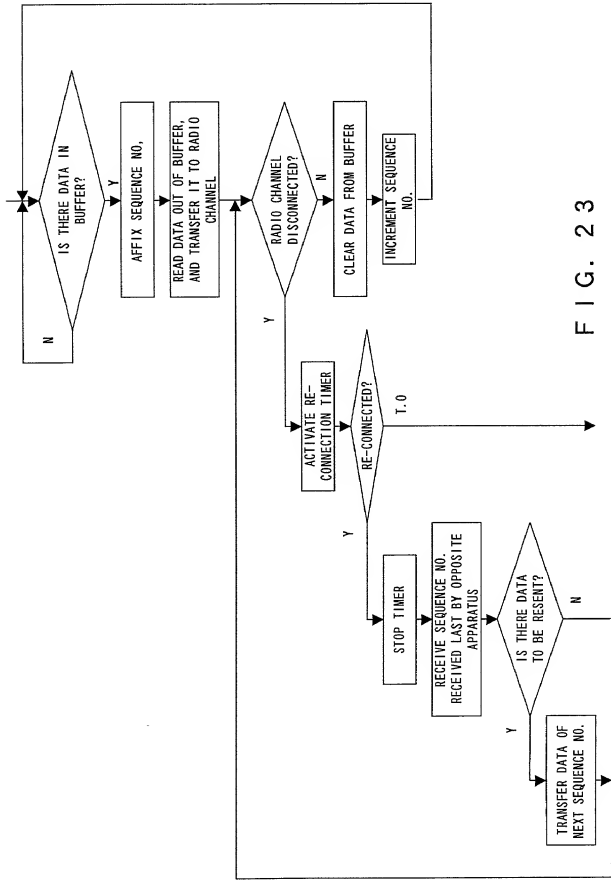 IS THERE DATA IN
BUFFER?
N
Y
AFFIX SEQUENCE NO,
READ DATA OUT OF BUFFER,
AND TRANSFER IT TO RADIO
CHANNEL
RADIO CHANNEL
DISCONNECTED?
Y
N
CLEAR DATA FROM BUFFER
INCREMENT SEQUENCE
NO.
ACTIVATE RE-
CONNECTION TIMER
RE-CONNECTED?
Y
T.O
STOP TIMER
RECEIVE SEQUENCE NO.
RECEIVED LAST BY OPPOSITE
APPARATUS
IS THERE DATA
TO BE RESENT?
Y
N
TRANSFER DATA OF
NEXT SEQUENCE NO.
FIG. 23